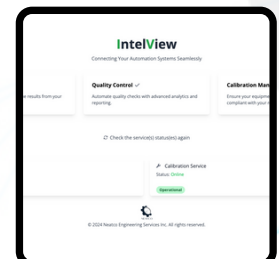 IntelView
Connecting Your Automation Systems Seamlessly
Quality Control ✓
Calibration Man
e results from your
Automate quality checks with advanced analytics and
reporting.
Ensure your equipme
compliant with your r
Check the service(s) status(es) again
Calibration Service
Status: Online
Operational
© 2024 Neatco Engineering Services Inc. All rights reserved.